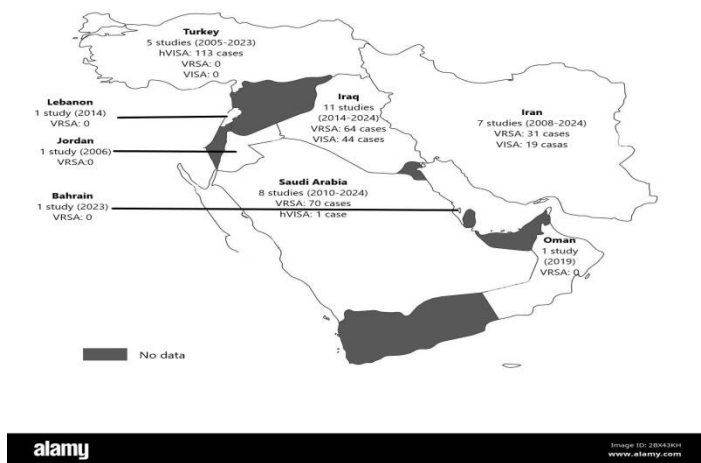 Turkey
5 studies (2005-2023)
hVISA: 113 cases
VRSA: 0
VISA: 0
Lebanon
1 study (2014)
VRSA: 0
Jordan
1 study (2006)
VRSA:0
Bahrain
1 study (2023)
VRSA: 0
Iraq
11 studies
(2014-2024)
VRSA: 64 cases
VISA: 44 cases
Iran
7 studies (2008-2024)
VRSA: 31 cases
VISA: 19 casas
Saudi Arabia
8 studies (2010-2024)
VRSA: 70 cases
hVISA: 1 case
Oman
1 study
(2019)
VRSA: 0
No data
alamy
Image ID: 2BX43KH
www.alamy.com